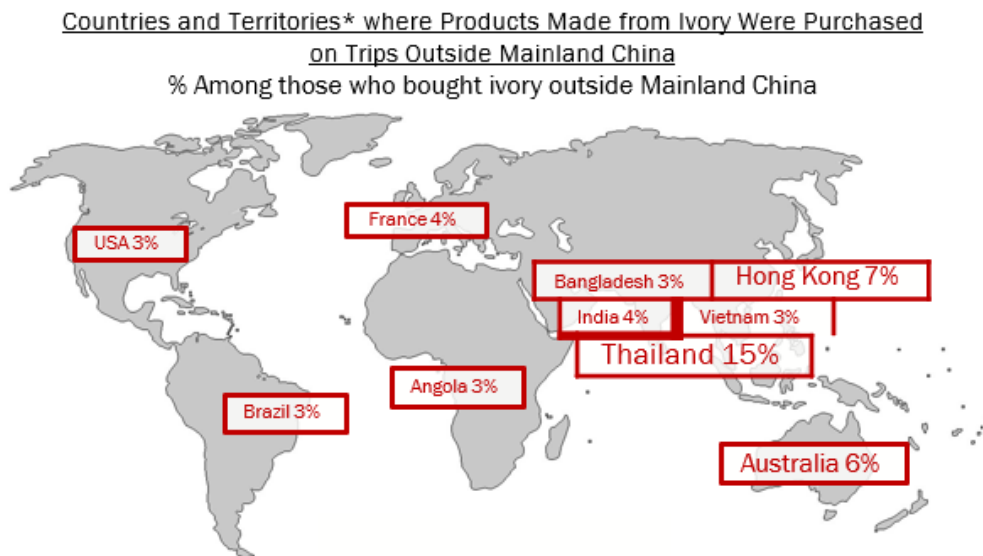 Countries and Territories* where Products Made from Ivory Were Purchased
on Trips Outside Mainland China
% Among those who bought ivory outside Mainland China
France 4%
USA 3%
Bangladesh 3%
Hong Kong 7%
India 4%
Vietnam 3%
Thailand 15%
Angola 3%
Brazil 3%
Australia 6%